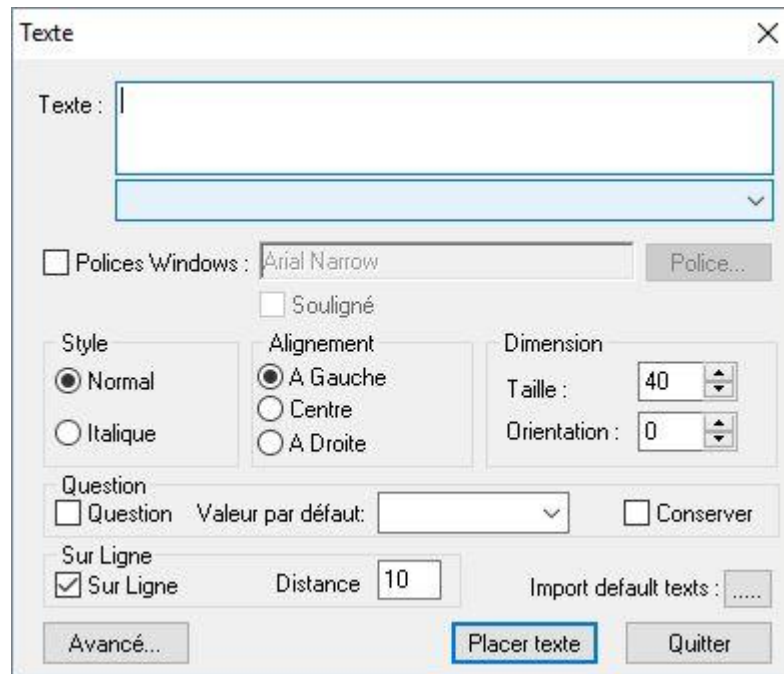 Texte
Texte :
Polices Windows : Arial Narrow Police...
Souligné
Style Alignement Dimension
Normal A Gauche Taille : 40
Centre
Italique A Droite Orientation : 0
Question
Question Valeur par défaut: Conserver
Sur Ligne
Sur Ligne Distance 10 Import default texts : .....
Avancé... Placer texte Quitter